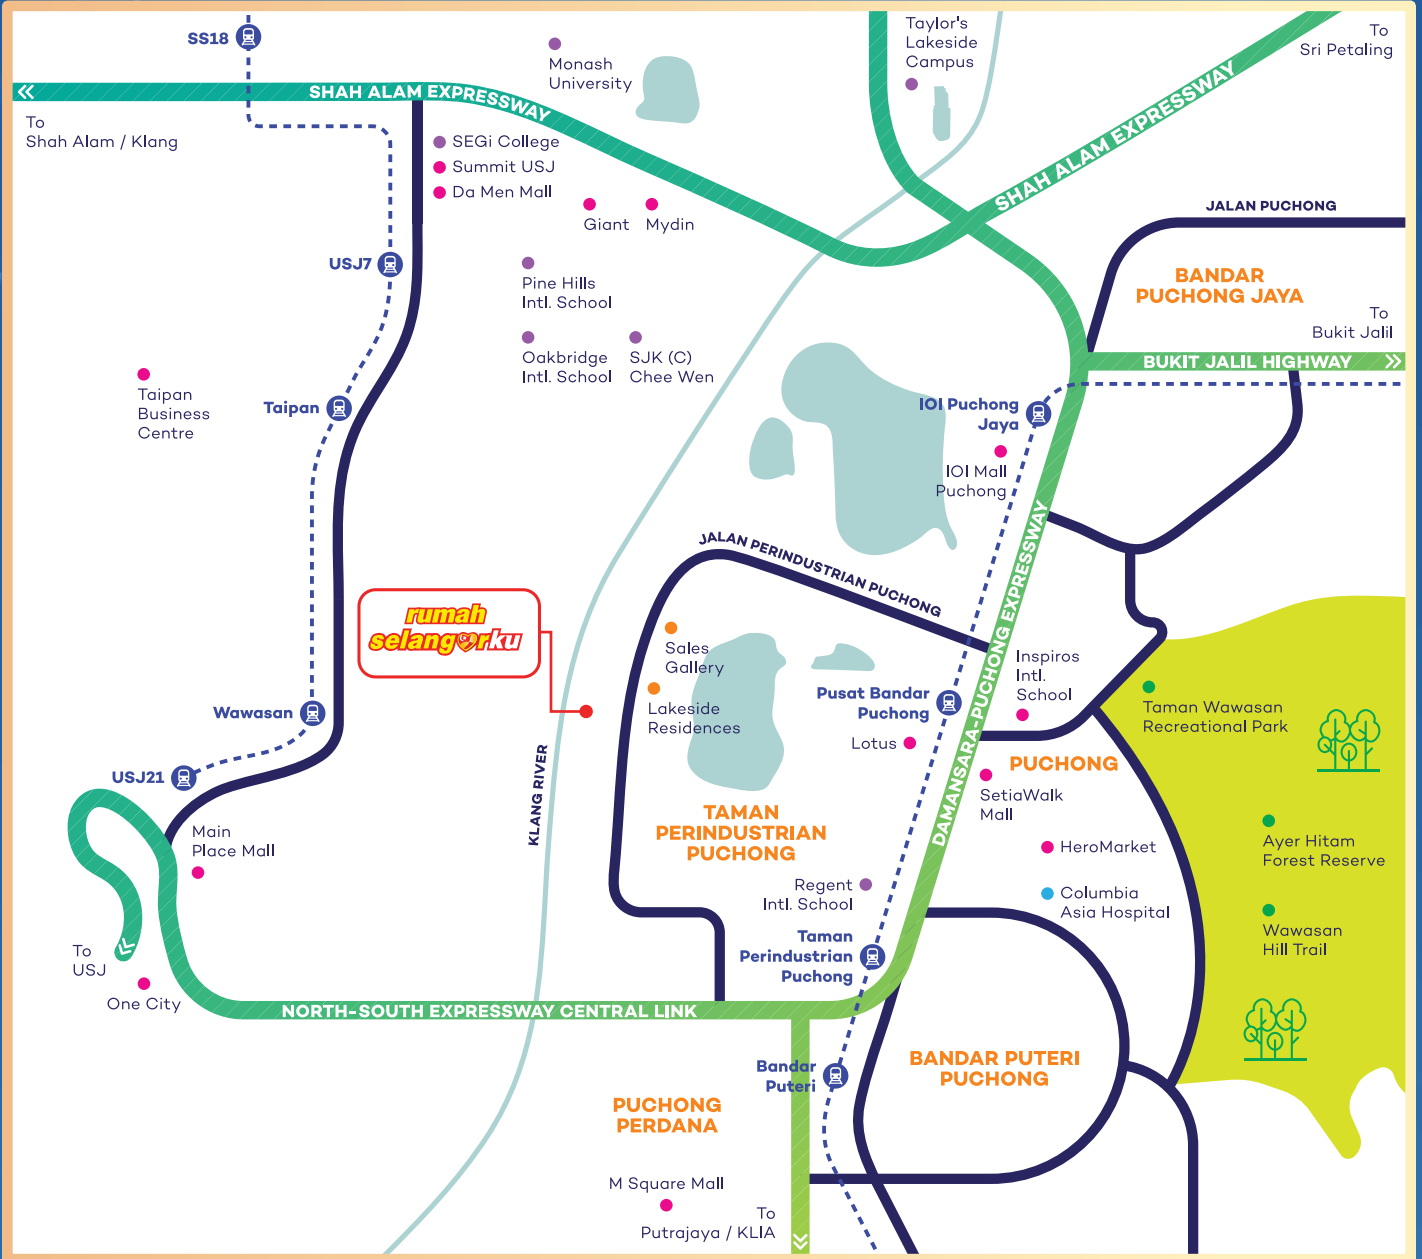 SS18
Monash
University
Taylor's
Lakeside
Campus
To
Sri Petaling
SHAH ALAM EXPRESSWAY
To
Shah Alam / Klang
SEGi College
Summit USJ
Da Men Mall
Giant
Mydin
SHAH ALAM EXPRESSWAY
JALAN PUCHONG
BANDAR
PUCHONG JAYA
To
Bukit Jalil
BUKIT JALIL HIGHWAY
USJ7
Pine Hills
Intl. School
Oakbridge
Intl. School
SJK (C)
Chee Wen
Taipan
Business
Centre
Taipan
IOI Puchong
Jaya
IOI Mall
Puchong
JALAN PERINDUSTRIAN PUCHONG
DAMANSARA-PUCHONG EXPRESSWAY
rumah
selangorku
Sales
Gallery
Lakeside
Residences
Inspiros
Intl.
School
Pusat Bandar
Puchong
Lotus
Taman Wawasan
Recreational Park
Wawasan
USJ21
KLANG RIVER
PUCHONG
SetiaWalk
Mall
TAMAN
PERINDUSTRIAN
PUCHONG
Main
Place Mall
HeroMarket
Ayer Hitam
Forest Reserve
Regent
Intl. School
Columbia
Asia Hospital
Wawasan
Hill Trail
Taman
Perindustrian
Puchong
To
USJ
One City
NORTH-SOUTH EXPRESSWAY CENTRAL LINK
Bandar
Puteri
BANDAR PUTERI
PUCHONG
PUCHONG
PERDANA
M Square Mall
To
Putrajaya / KLIA